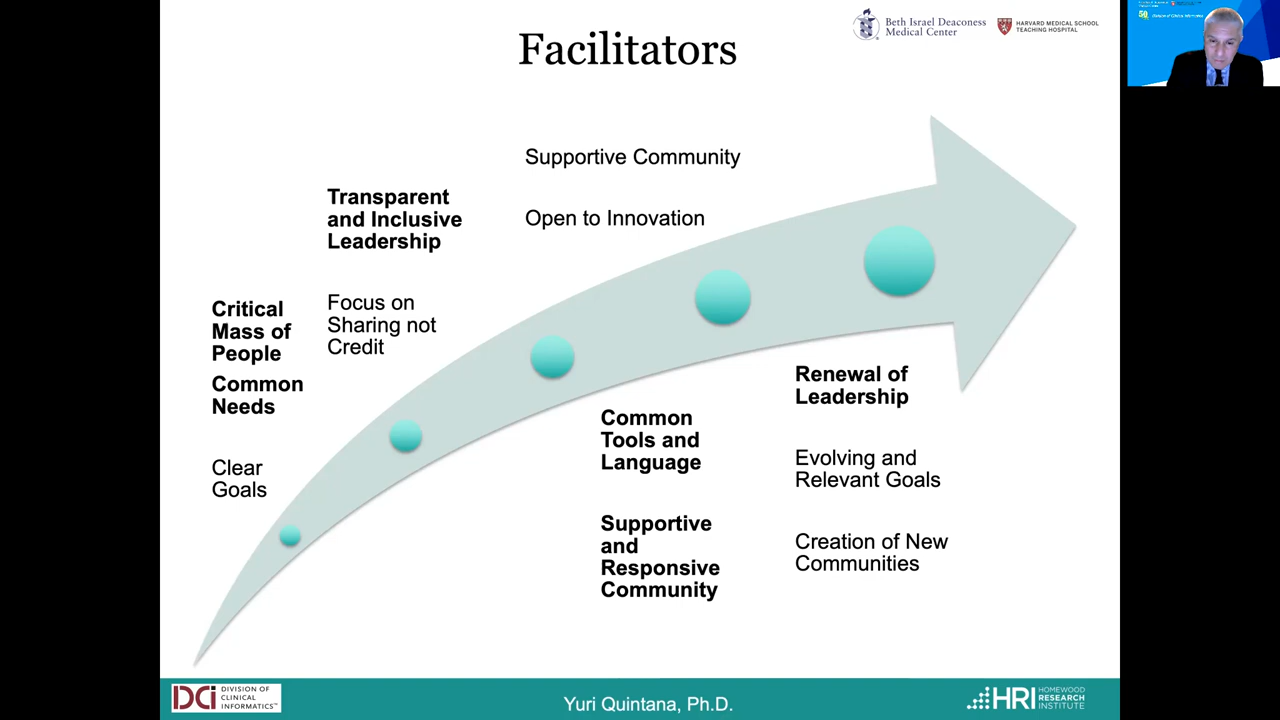 Facilitators
Beth Israel Deaconess
Medical Center
HARVARD MEDICAL SCHOOL
TEACHING HOSPITAL
Critical
Mass of
People
Common
Needs
Clear
Goals
Transparent
and Inclusive
Leadership
Focus on
Sharing not
Credit
Supportive Community
Open to Innovation
Common
Tools and
Language
Supportive
and
Responsive
Community
Renewal of
Leadership
Evolving and
Relevant Goals
Creation of New
Communities
DCi
DIVISION OF
CLINICAL
INFORMATICS™
Yuri Quintana, Ph.D.
HRI
HOMEWOOD
RESEARCH
INSTITUTE
50